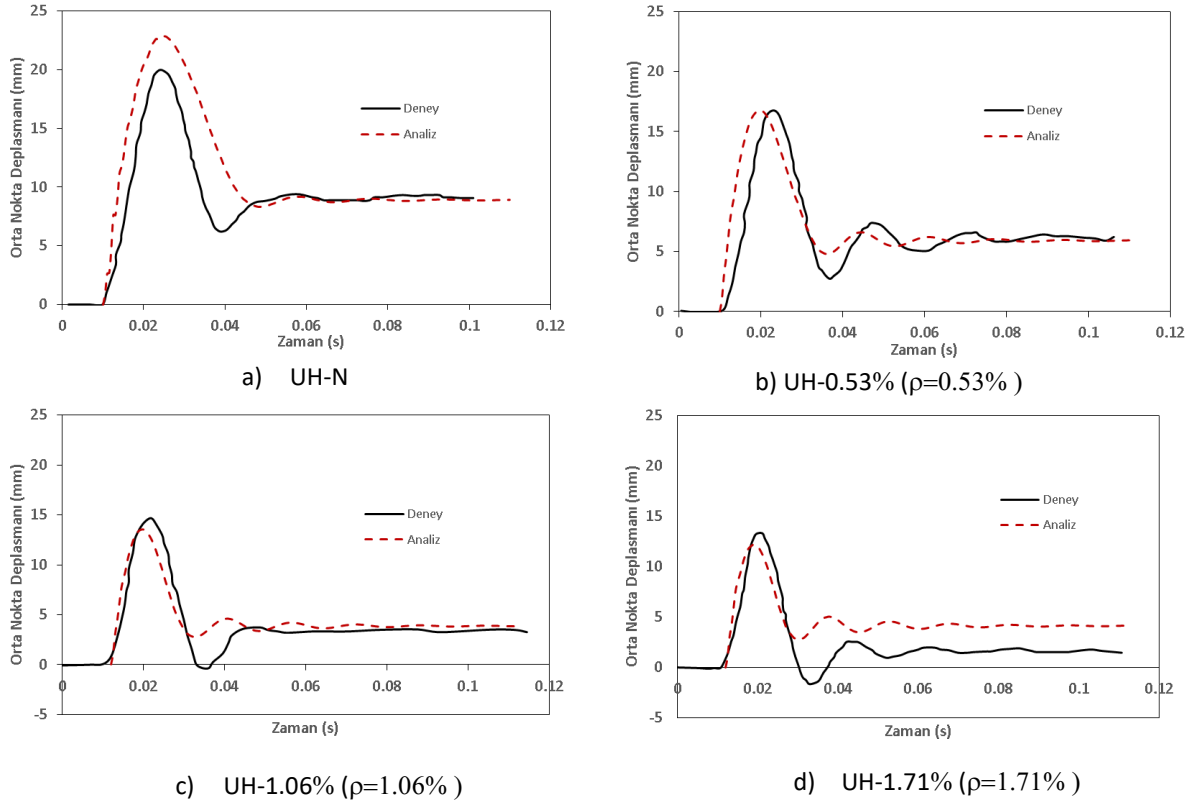 25
20
15
10
5
0
0
0.02
0.04
0.06
0.08
0.1
0.12
Orta Nokta Deplasmanı (mm)
Zaman (s)
Deney
Analiz
a) UH-N
25
20
15
10
5
0
0
0.02
0.04
0.06
0.08
0.1
0.12
Orta Nokta Deplasmanı (mm)
Zaman (s)
Deney
Analiz
b) UH-0.53% (ρ=0.53% )
25
20
15
10
5
0
-5
0
0.02
0.04
0.06
0.08
0.1
0.12
Orta Nokta Deplasmanı (mm)
Zaman (s)
Deney
Analiz
c) UH-1.06% (ρ=1.06% )
25
20
15
10
5
0
-5
0
0.02
0.04
0.06
0.08
0.1
0.12
Orta Nokta Deplasmanı (mm)
Zaman (s)
Deney
Analiz
d) UH-1.71% (ρ=1.71% )